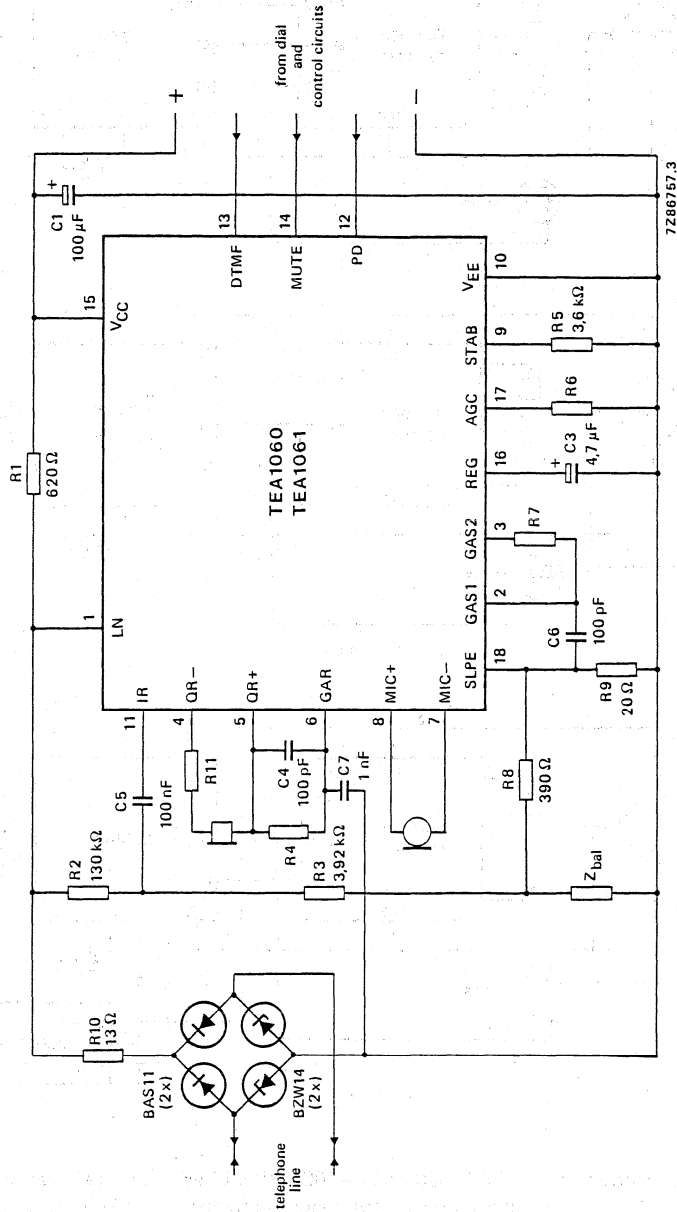 R1
620 Ω
C1
100 µF
+
+
−
from dial
and
control circuits
15
VCC
1
LN
13
DTMF
14
MUTE
12
PD
TEA1060
TEA1061
11
IR
4
QR−
5
QR+
6
GAR
8
MIC+
7
MIC−
SLPE
18
GAS1
2
GAS2
3
REG
16
AGC
17
STAB
9
VEE
10
R2
130 kΩ
C5
100 nF
R11
R4
C4
100 pF
C7
1 nF
R3
3,92 kΩ
R8
390 Ω
Zbal
R9
20 Ω
C6
100 pF
R7
+
C3
4,7 µF
R6
R5
3,6 kΩ
R10
13 Ω
BAS11
(2x)
BZW14
(2x)
telephone
line
7Z86757.3